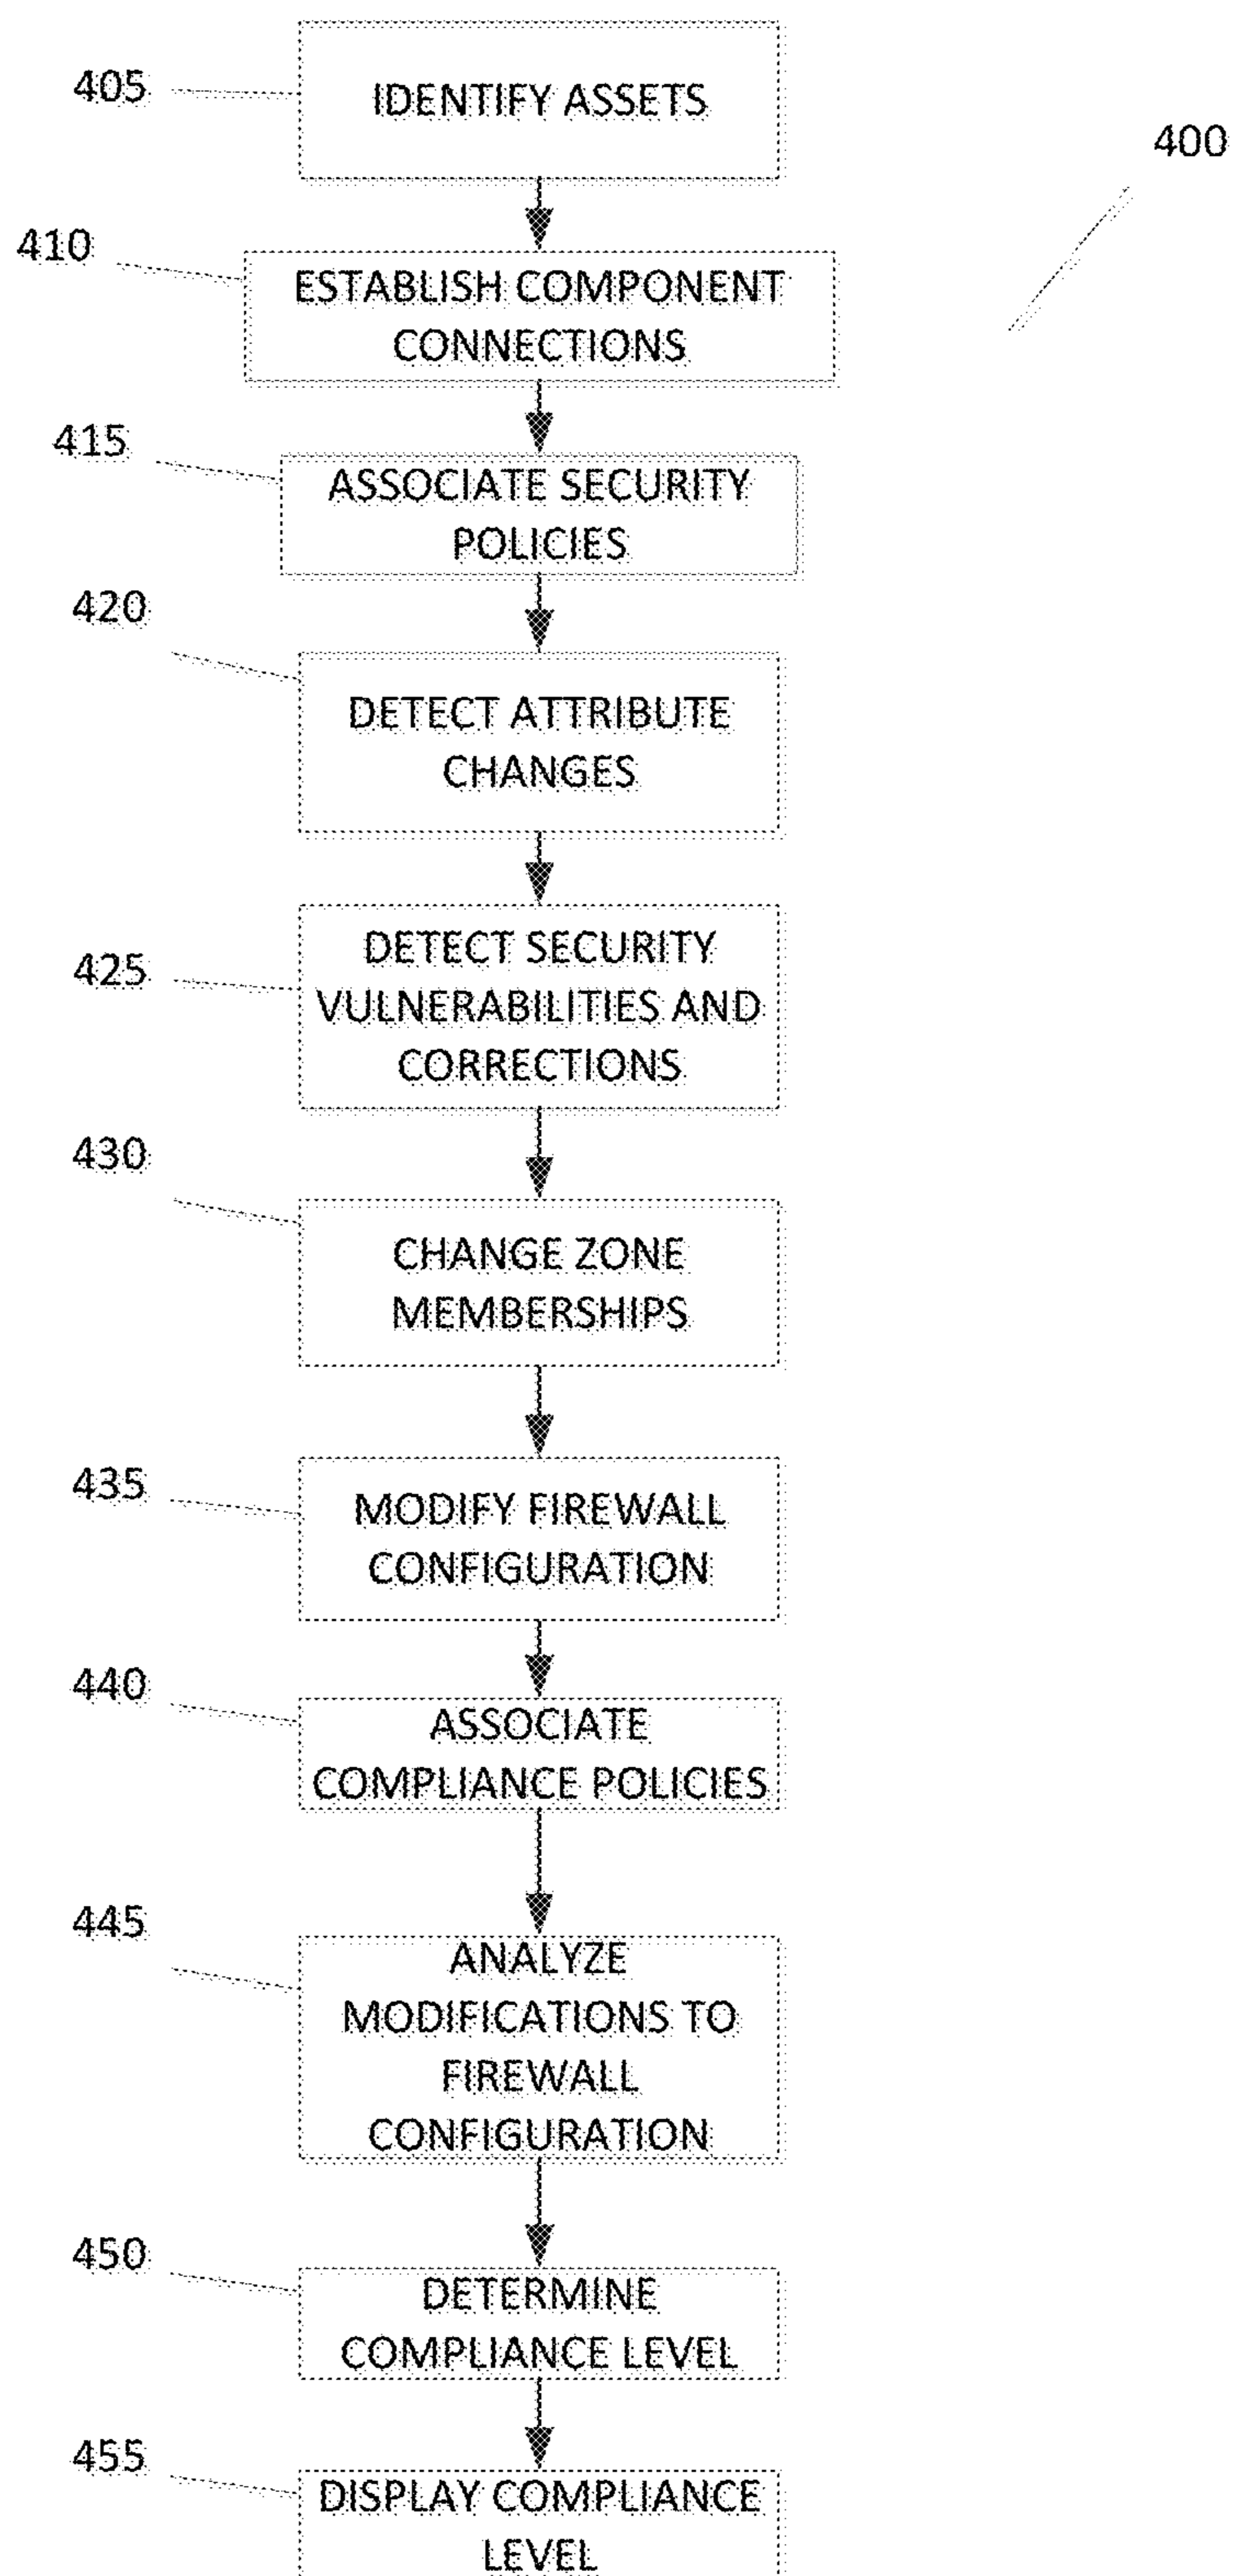 405
IDENTIFY ASSETS
400
410
ESTABLISH COMPONENT
CONNECTIONS
415
ASSOCIATE SECURITY
POLICIES
420
DETECT ATTRIBUTE
CHANGES
425
DETECT SECURITY
VULNERABILITIES AND
CORRECTIONS
430
CHANGE ZONE
MEMBERSHIPS
435
MODIFY FIREWALL
CONFIGURATION
440
ASSOCIATE
COMPLIANCE POLICIES
445
ANALYZE
MODIFICATIONS TO
FIREWALL
CONFIGURATION
450
DETERMINE
COMPLIANCE LEVEL
455
DISPLAY COMPLIANCE
LEVEL